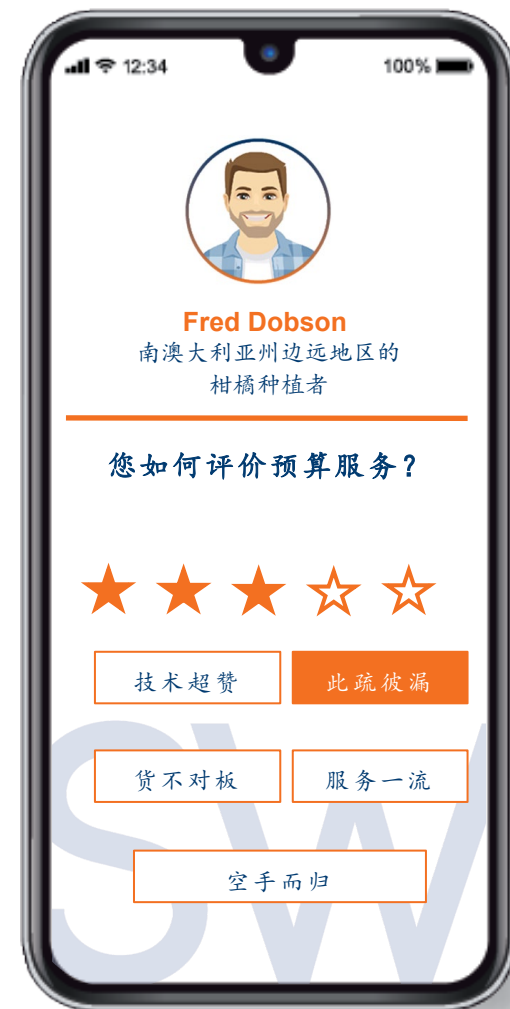 12:34 100%
Fred Dobson
南澳大利亚州边远地区的
柑橘种植者
您如何评价预算服务？
技术超赞 此疏彼漏
货不对板 服务一流
空手而归
SW